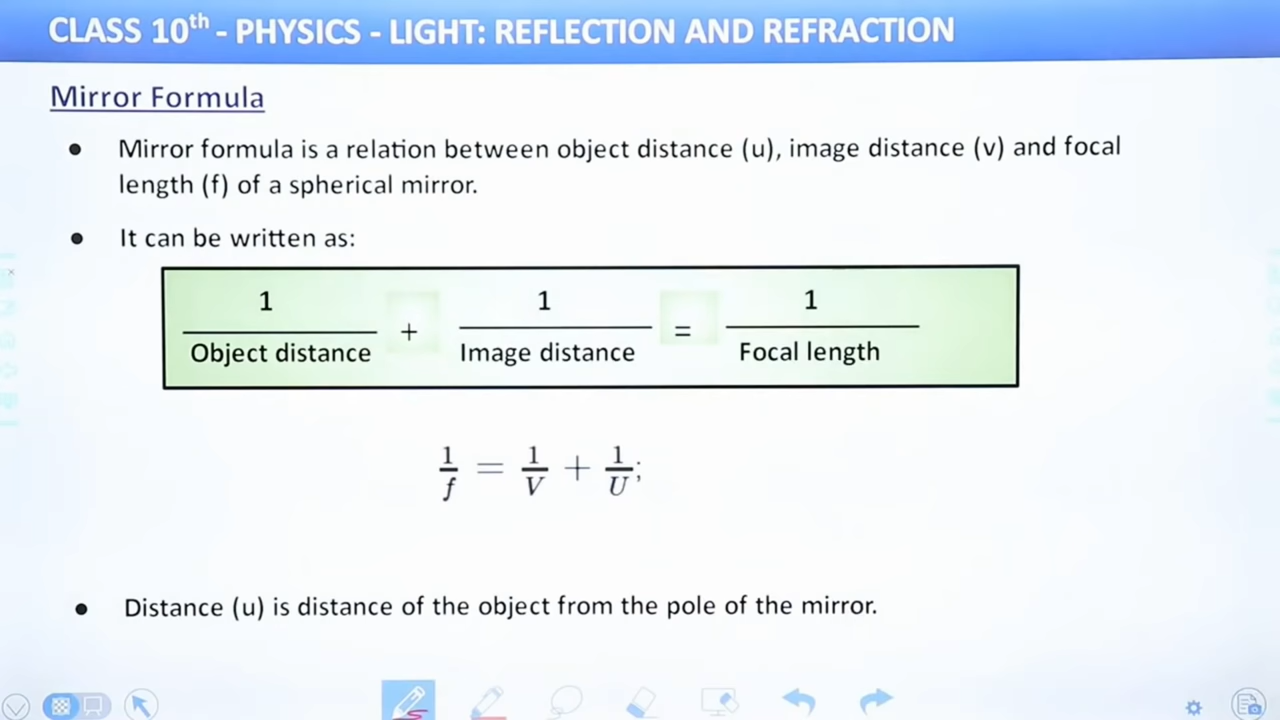 CLASS 10th - PHYSICS - LIGHT: REFLECTION AND REFRACTION
Mirror Formula
● Mirror formula is a relation between object distance (u), image distance (v) and focal
length (f) of a spherical mirror.
● It can be written as:
1/Object distance + 1/Image distance = 1/Focal length
1/f = 1/V + 1/U;
● Distance (u) is distance of the object from the pole of the mirror.